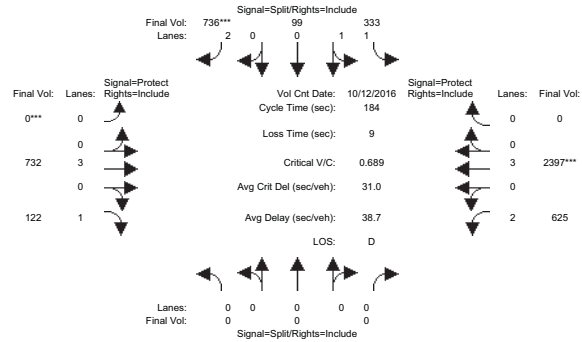 Signal=Split/Rights=Include
Final Vol: 736*** 99 333
Lanes: 2 0 0 1 1
Signal=Protect
Final Vol: Lanes: Rights=Include
Vol Cnt Date: 10/12/2016
Signal=Protect
Rights=Include Lanes: Final Vol:
Cycle Time (sec): 184
0*** 0
0 0
Loss Time (sec): 9
0
0
732 3
Critical V/C: 0.689
3 2397***
0
Avg Crit Del (sec/veh): 31.0
0
122 1
Avg Delay (sec/veh): 38.7
2 625
LOS: D
Lanes: 0 0 0 0 0
Final Vol: 0 0 0
Signal=Split/Rights=Include